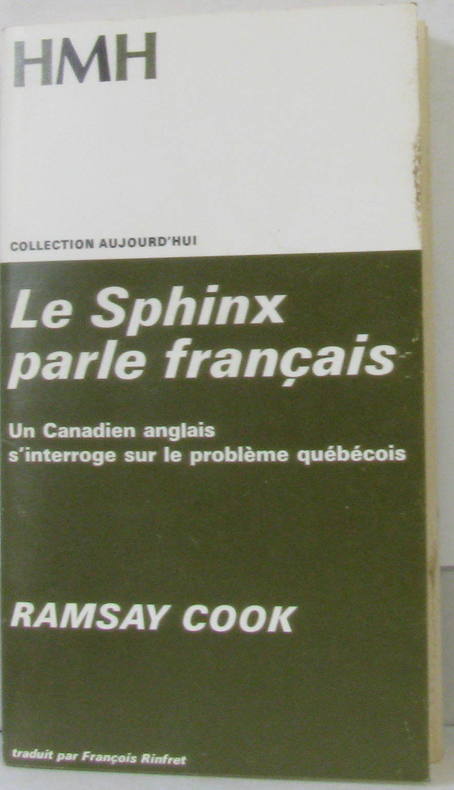 HMH
COLLECTION AUJOURD'HUI
Le Sphinx
parle français
Un Canadien anglais
s'interroge sur le problème québécois
RAMSAY COOK
traduit par François Rinfret